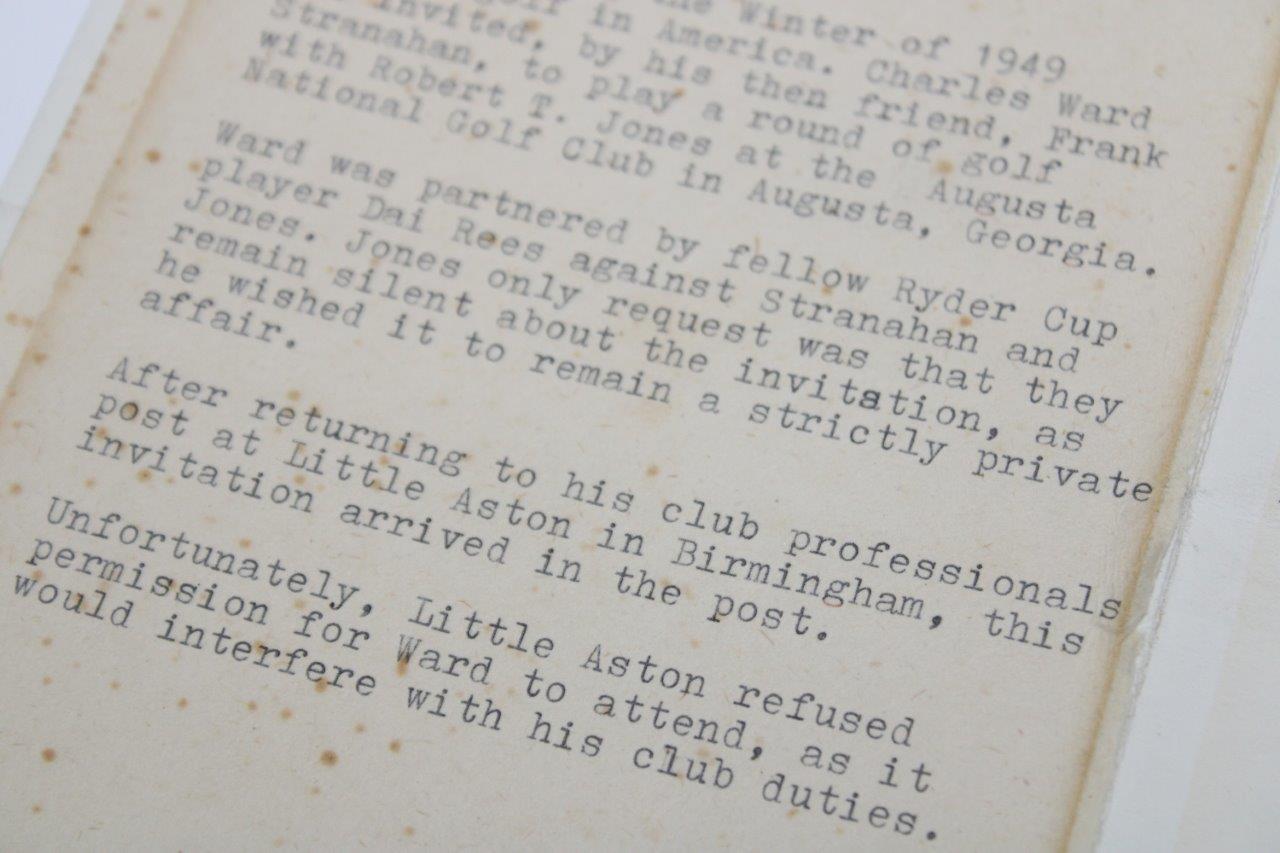 the Winter of 1949
golf in America. Charles Ward
invited, by his then friend, Frank
Stranahan, to play a round of golf
with Robert T. Jones at the Augusta
National Golf Club in Augusta, Georgia.
Ward was partnered by fellow Ryder Cup
player Dai Rees against Stranahan and
Jones. Jones only request was that they
remain silent about the invitation, as
he wished it to remain a strictly private
affair.
After returning to his club professionals
post at Little Aston in Birmingham, this
invitation arrived in the post.
Unfortunately, Little Aston refused
permission for Ward to attend, as it
would interfere with his club duties.